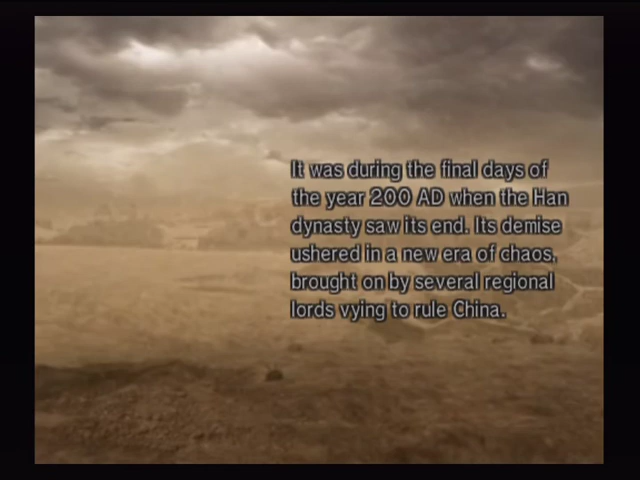 It was during the final days of
the year 200 AD when the Han
dynasty saw its end. Its demise
ushered in a new era of chaos,
brought on by several regional
lords vying to rule China.